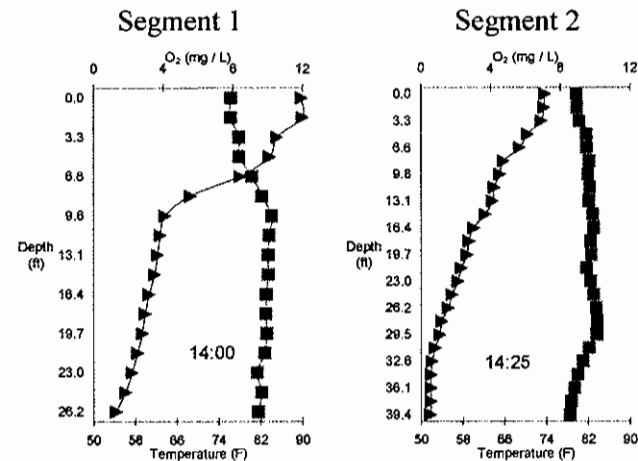 Segment 1
Segment 2
O₂ (mg / L)
0 4 8 12
0.0
3.3
3.3
6.8
9.8
13.1
16.4
19.7
23.0
26.2
Depth
(ft)
14:00
50 58 66 74 82 90
Temperature (F)
O₂ (mg / L)
0 4 8 12
0.0
3.3
6.6
9.8
13.1
16.4
19.7
23.0
26.2
29.5
32.8
36.1
39.4
Depth
(ft)
14:25
50 58 66 74 82 90
Temperature (F)